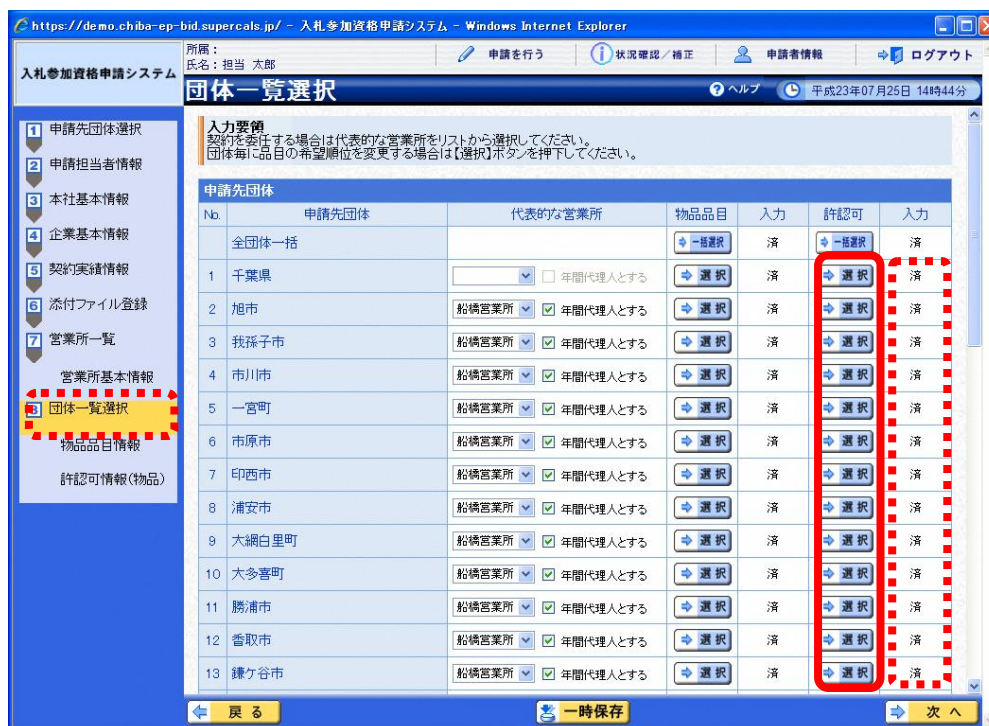 https://demo.chiba-ep-bid.supercals.jp/ - 入札参加資格申請システム - Windows Internet Explorer
入札参加資格申請システム
所属：
氏名：担当 太郎
申請を行う
状況確認／補正
申請者情報
ログアウト
団体一覧選択
ヘルプ
平成23年07月25日 14時44分
1 申請先団体選択
2 申請担当者情報
3 本社基本情報
4 企業基本情報
5 契約実績情報
6 添付ファイル登録
7 営業所一覧
営業所基本情報
8 団体一覧選択
物品品目情報
許認可情報(物品)
入力要領
契約を委任する場合は代表的な営業所をリストから選択してください。
団体毎に品目の希望順位を変更する場合は【選択】ボタンを押下してください。
申請先団体
No. 申請先団体 代表的な営業所 物品品目 入力 許認可 入力
全団体一括 一括選択 済 一括選択 済
1 千葉県 年間代理人とする 選択 済 選択 済
2 旭市 船橋営業所 年間代理人とする 選択 済 選択 済
3 我孫子市 船橋営業所 年間代理人とする 選択 済 選択 済
4 市川市 船橋営業所 年間代理人とする 選択 済 選択 済
5 一宮町 船橋営業所 年間代理人とする 選択 済 選択 済
6 市原市 船橋営業所 年間代理人とする 選択 済 選択 済
7 印西市 船橋営業所 年間代理人とする 選択 済 選択 済
8 浦安市 船橋営業所 年間代理人とする 選択 済 選択 済
9 大網白里町 船橋営業所 年間代理人とする 選択 済 選択 済
10 大多喜町 船橋営業所 年間代理人とする 選択 済 選択 済
11 勝浦市 船橋営業所 年間代理人とする 選択 済 選択 済
12 香取市 船橋営業所 年間代理人とする 選択 済 選択 済
13 鎌ケ谷市 船橋営業所 年間代理人とする 選択 済 選択 済
戻る
一時保存
次へ